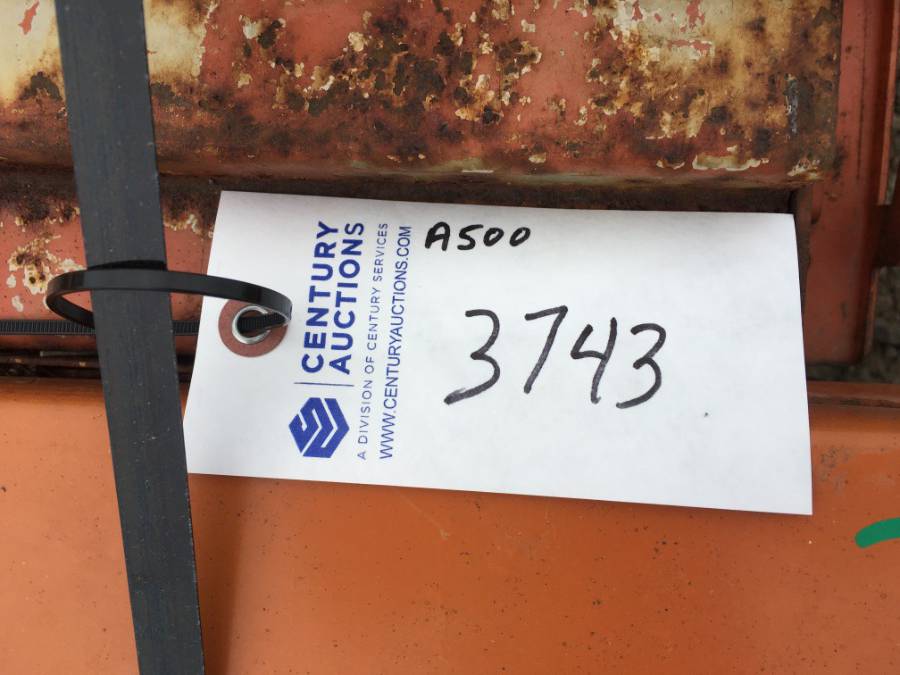 CENTURY
AUCTIONS
A DIVISION OF CENTURY SERVICES
WWW.CENTURYAUCTIONS.COM
A500
3743